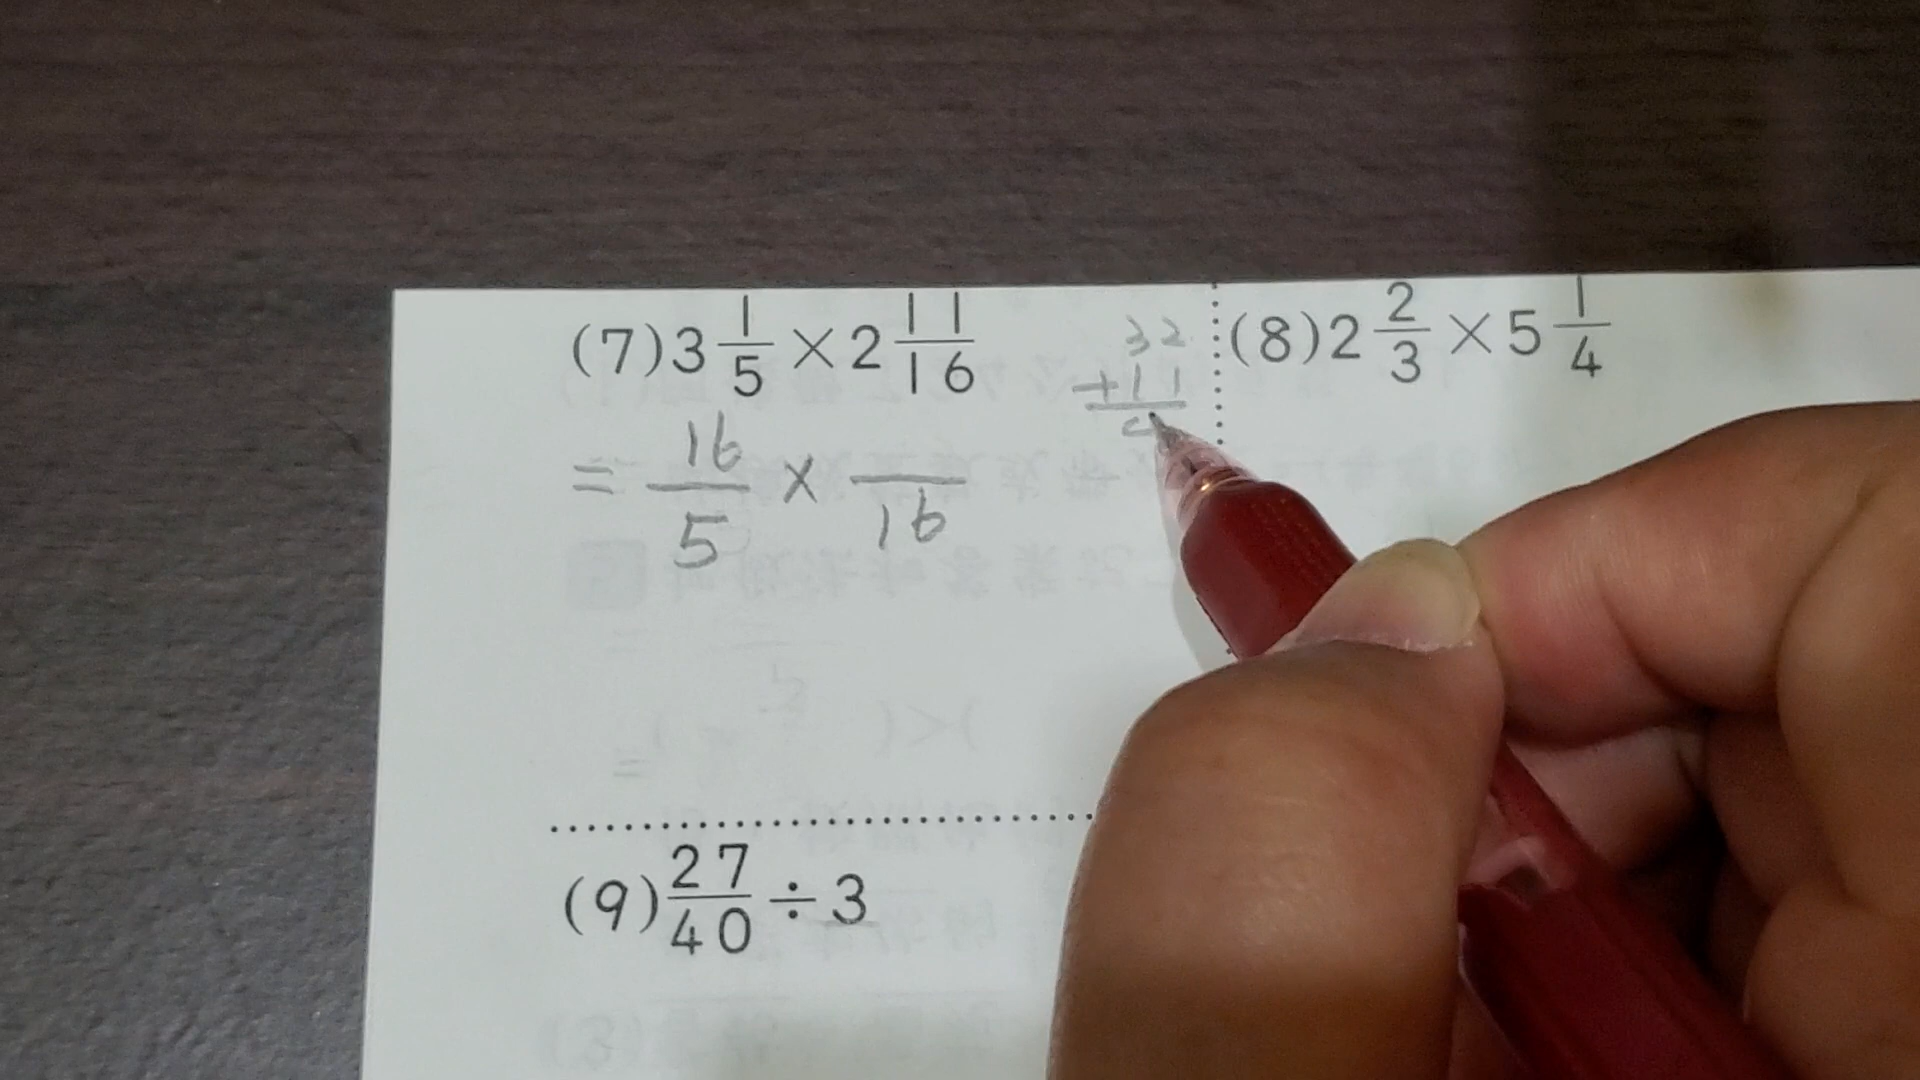 (7) 3 1/5 × 2 11/16
= 16/5 × /16
32
+11
(8) 2 2/3 × 5 1/4
(9) 27/40 ÷ 3